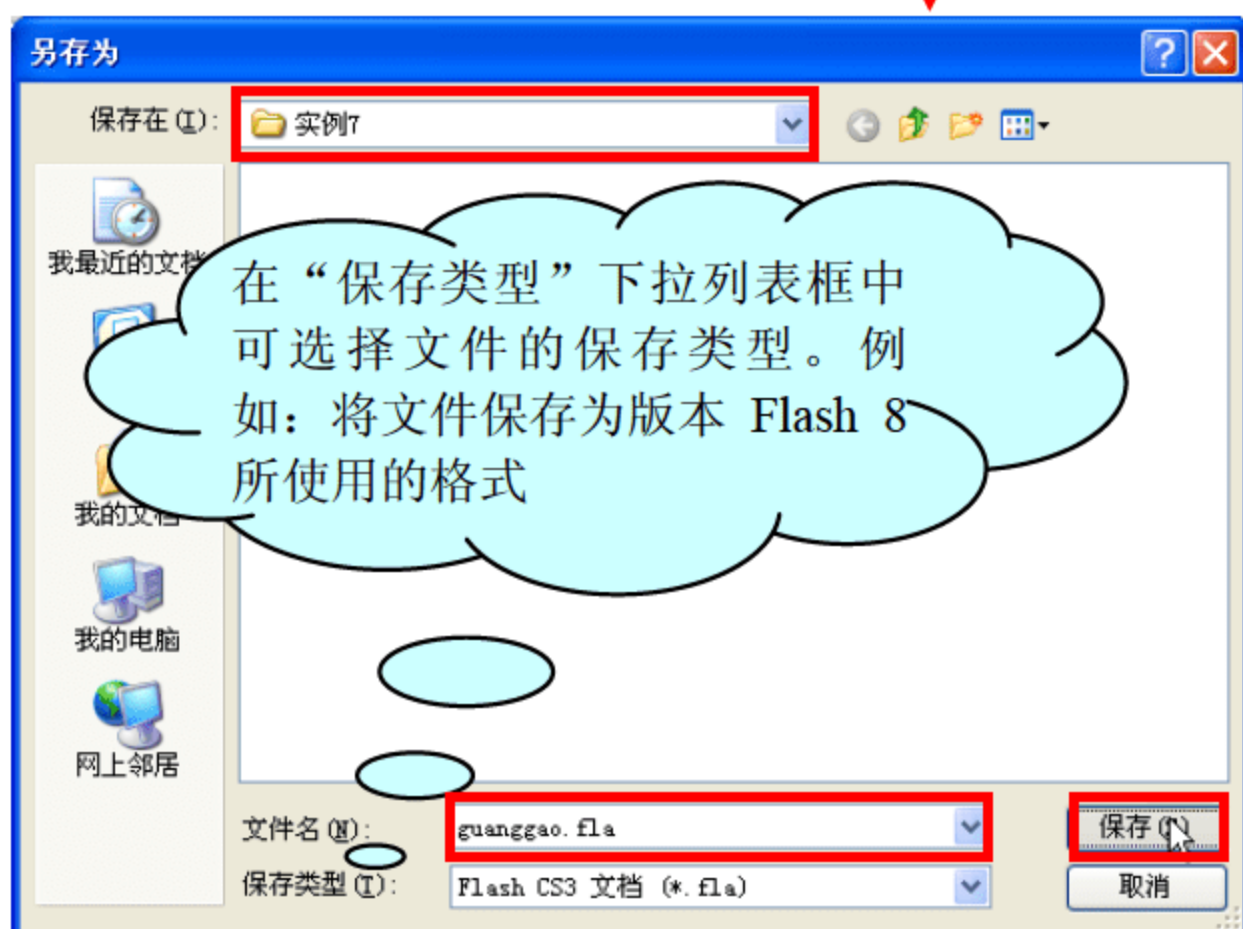 另存为
保存在(I):
实例7
我最近的文档
在“保存类型”下拉列表框中
可选择文件的保存类型。例
如：将文件保存为版本 Flash 8
所使用的格式
我的文档
我的电脑
网上邻居
文件名(N):
guanggao.fla
保存(S)
保存类型(T):
Flash CS3 文档 (*.fla)
取消